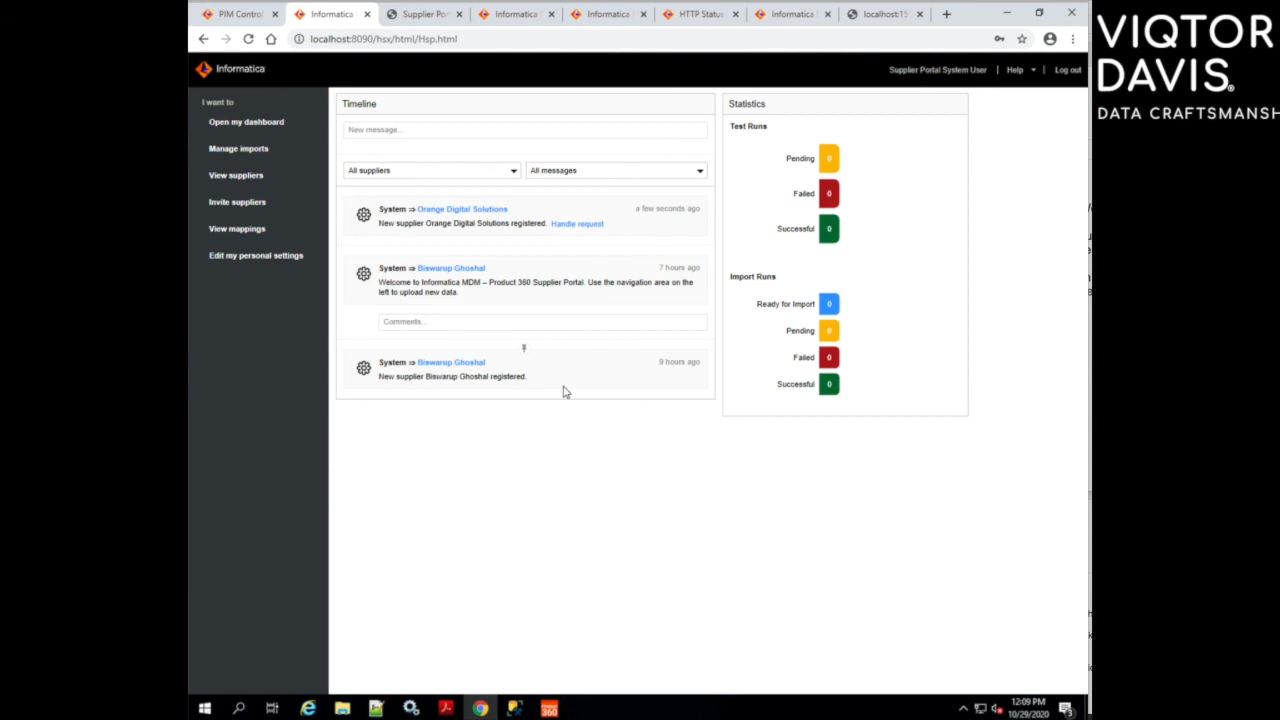 PIM Control
Informatica
Supplier Por
Informatica
Informatica
HTTP Status
Informatica
localhost:15
localhost:8090/hsx/html/Hsp.html
VIQTOR
DAVIS
DATA CRAFTSMANSH
Informatica
Supplier Portal System User | Help | Log out
I want to
Open my dashboard
Manage imports
View suppliers
Invite suppliers
View mappings
Edit my personal settings
Timeline
New message...
All suppliers
All messages
System ⇒ Orange Digital Solutions
a few seconds ago
New supplier Orange Digital Solutions registered. Handle request
System ⇒ Biswarup Ghoshal
7 hours ago
Welcome to Informatica MDM – Product 360 Supplier Portal. Use the navigation area on the
left to upload new data.
Comments...
System ⇒ Biswarup Ghoshal
9 hours ago
New supplier Biswarup Ghoshal registered.
Statistics
Test Runs
Pending 0
Failed 0
Successful 0
Import Runs
Ready for Import 0
Pending 0
Failed 0
Successful 0
Product
360
12:09 PM
10/29/2020
3